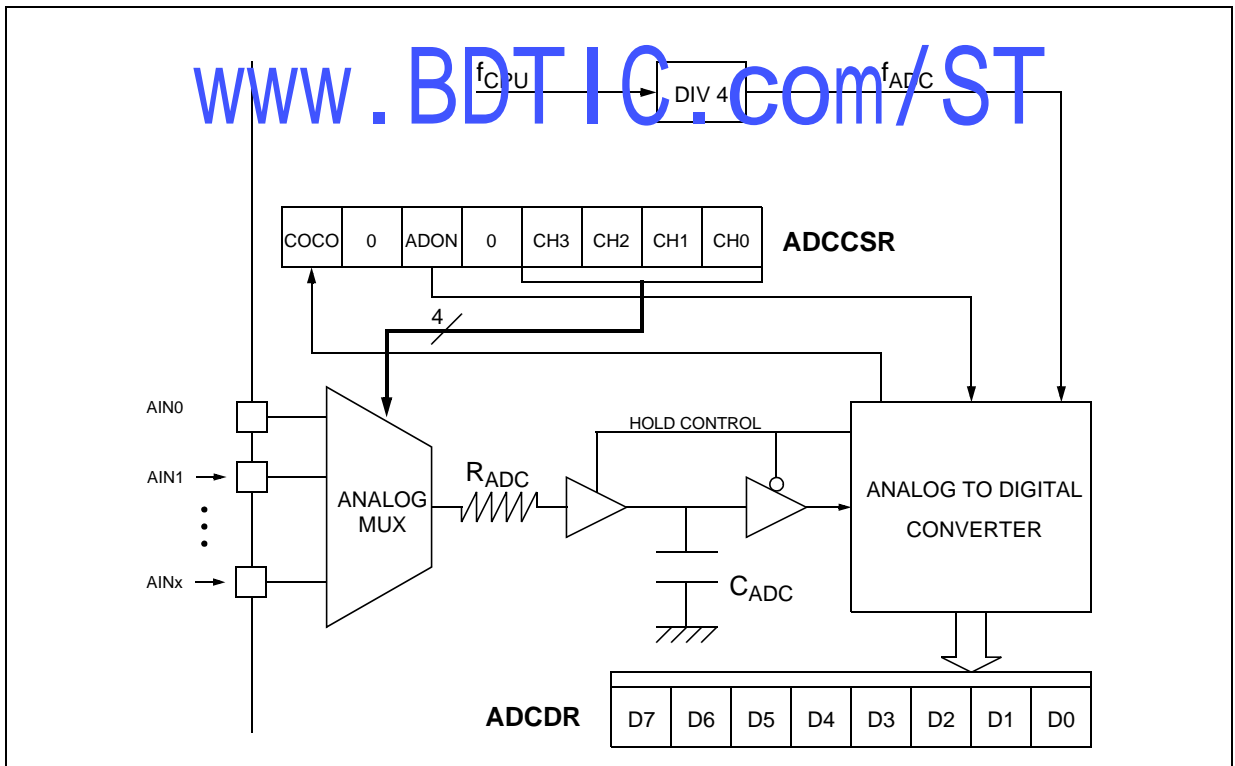 www.BDTIC.com/ST
fCPU
DIV 4
fADC
COCO 0 ADON 0 CH3 CH2 CH1 CH0 ADCCSR
4
AIN0
HOLD CONTROL
AIN1
RADC
ANALOG
MUX
ANALOG TO DIGITAL
CONVERTER
AINx
CADC
ADCDR D7 D6 D5 D4 D3 D2 D1 D0